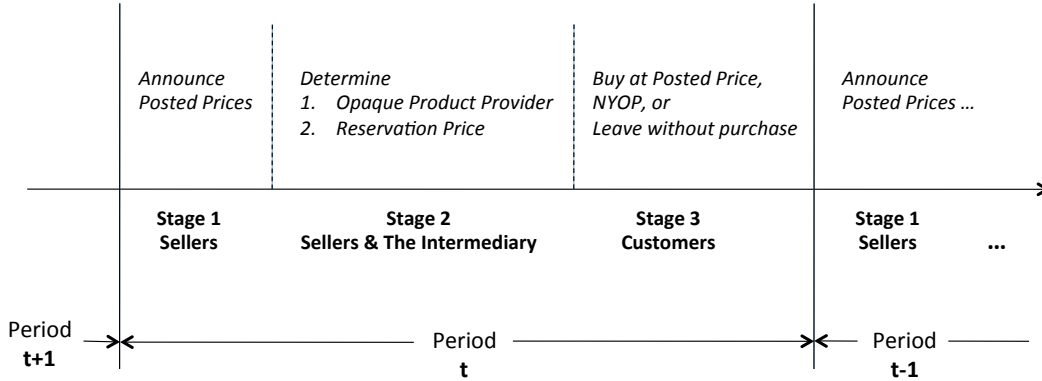 Announce
Posted Prices
Determine
1. Opaque Product Provider
2. Reservation Price
Buy at Posted Price,
NYOP, or
Leave without purchase
Announce
Posted Prices ...
Stage 1
Sellers
Stage 2
Sellers & The Intermediary
Stage 3
Customers
Stage 1
Sellers
...
Period
t+1
Period
t
Period
t-1